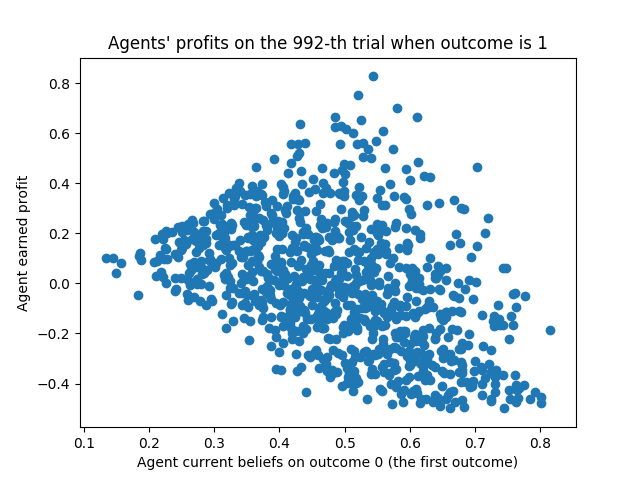 Agents' profits on the 992-th trial when outcome is 1
Agent earned profit
0.8
0.6
0.4
0.2
0.0
−0.2
−0.4
0.1 0.2 0.3 0.4 0.5 0.6 0.7 0.8
Agent current beliefs on outcome 0 (the first outcome)